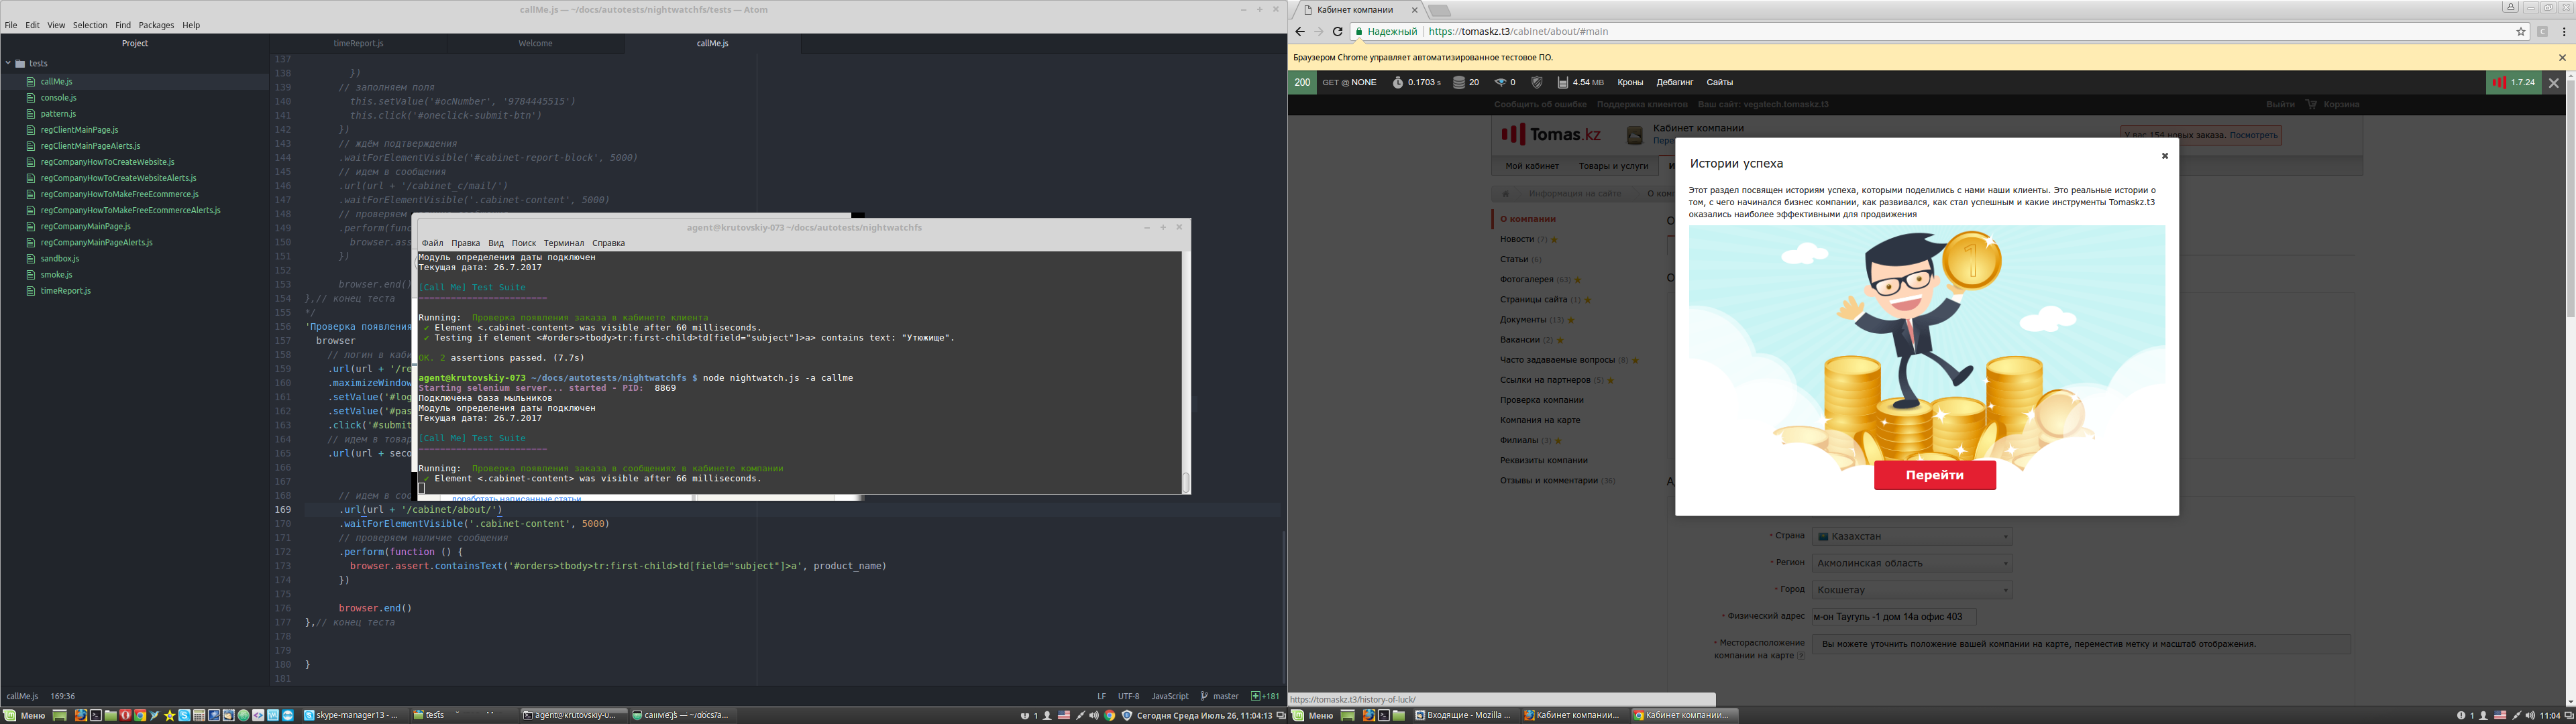 callMe.js — ~/docs/autotests/nightwatchfs/tests — Atom
File Edit View Selection Find Packages Help
Project
timeReport.js
Welcome
callMe.js
tests
callMe.js
console.js
pattern.js
regClientMainPage.js
regClientMainPageAlerts.js
regCompanyHowToCreateWebsite.js
regCompanyHowToCreateWebsiteAlerts.js
regCompanyHowToMakeFreeEcommerce.js
regCompanyHowToMakeFreeEcommerceAlerts.js
regCompanyMainPage.js
regCompanyMainPageAlerts.js
sandbox.js
smoke.js
timeReport.js
137
138 })
139 // заполняем поля
140 this.setValue('#ocNumber', '9784445515')
141 this.click('#oneclick-submit-btn')
142 })
143 // ждём подтверждения
144 .waitForElementVisible('#cabinet-report-block', 5000)
145 // идем в сообщения
146 .url(url + '/cabinet_c/mail/')
147 .waitForElementVisible('.cabinet-content', 5000)
148 // проверяем
149 .perform(func
150 browser.ass
151 })
152
153 browser.end()
154 },// конец теста
155 */
156 'Проверка появления
157 browser
158 // логин в каби
159 .url(url + '/re
160 .maximizeWindow
161 .setValue('#log
162 .setValue('#pas
163 .click('#submit
164 // идем в товар
165 .url(url + seco
166
167
168 // идем в соо
169 .url(url + '/cabinet/about/')
170 .waitForElementVisible('.cabinet-content', 5000)
171 // проверяем наличие сообщения
172 .perform(function () {
173 browser.assert.containsText('#orders>tbody>tr:first-child>td[field="subject"]>a', product_name)
174 })
175
176 browser.end()
177 },// конец теста
178
179
180 }
181
agent@krutovskiy-073 ~/docs/autotests/nightwatchfs
Файл Правка Вид Поиск Терминал Справка
Модуль определения даты подключен
Текущая дата: 26.7.2017
[Call Me] Test Suite
========================
Running: Проверка появления заказа в кабинете клиента
✔ Element <.cabinet-content> was visible after 60 milliseconds.
✔ Testing if element <#orders>tbody>tr:first-child>td[field="subject"]>a> contains text: "Утюжище".
OK. 2 assertions passed. (7.7s)
agent@krutovskiy-073 ~/docs/autotests/nightwatchfs $ node nightwatch.js -a callme
Starting selenium server... started - PID: 8869
Подключена база мыльников
Модуль определения даты подключен
Текущая дата: 26.7.2017
[Call Me] Test Suite
========================
Running: Проверка появления заказа в сообщениях в кабинете компании
✔ Element <.cabinet-content> was visible after 66 milliseconds.
доработать написанные статьи
callMe.js 169:36
LF UTF-8 JavaScript master +181
Меню
skype-manager13 - ...
tests
agent@krutovskiy-0...
callMe.js — ~/docs/a...
1
Сегодня Среда Июль 26, 11:04:13
Кабинет компании
Надежный https://tomaskz.t3/cabinet/about/#main
Браузером Chrome управляет автоматизированное тестовое ПО.
200 GET @ NONE 0.1703 s 20 0 4.54 MB Кроны Дебагинг Сайты 1.7.24
Сообщить об ошибке Поддержка клиентов Ваш сайт: vegatech.tomaskz.t3 Выйти Корзина
Tomas.kz
Кабинет компании
Пере
У вас 154 новых заказа. Посмотреть
Мой кабинет Товары и услуги И
Информация на сайте О ком
О компании
Новости (7)
Статьи (6)
Фотогалерея (63)
Страницы сайта (1)
Документы (13)
Вакансии (2)
Часто задаваемые вопросы (8)
Ссылки на партнеров (5)
Проверка компании
Компания на карте
Филиалы (3)
Реквизиты компании
Отзывы и комментарии (36)
Истории успеха
Этот раздел посвящен историям успеха, которыми поделились с нами наши клиенты. Это реальные истории о
том, с чего начинался бизнес компании, как развивался, как стал успешным и какие инструменты Tomaskz.t3
оказались наиболее эффективными для продвижения
1
Перейти
* Страна Казахстан
* Регион Акмолинская область
* Город Кокшетау
* Физический адрес м-он Таугуль -1 дом 14а офис 403
* Месторасположение
компании на карте
Вы можете уточнить положение вашей компании на карте, переместив метку и масштаб отображения.
https://tomaskz.t3/history-of-luck/
Меню
Входящие - Mozilla ...
Кабинет компании...
Кабинет компании...
1
11:04